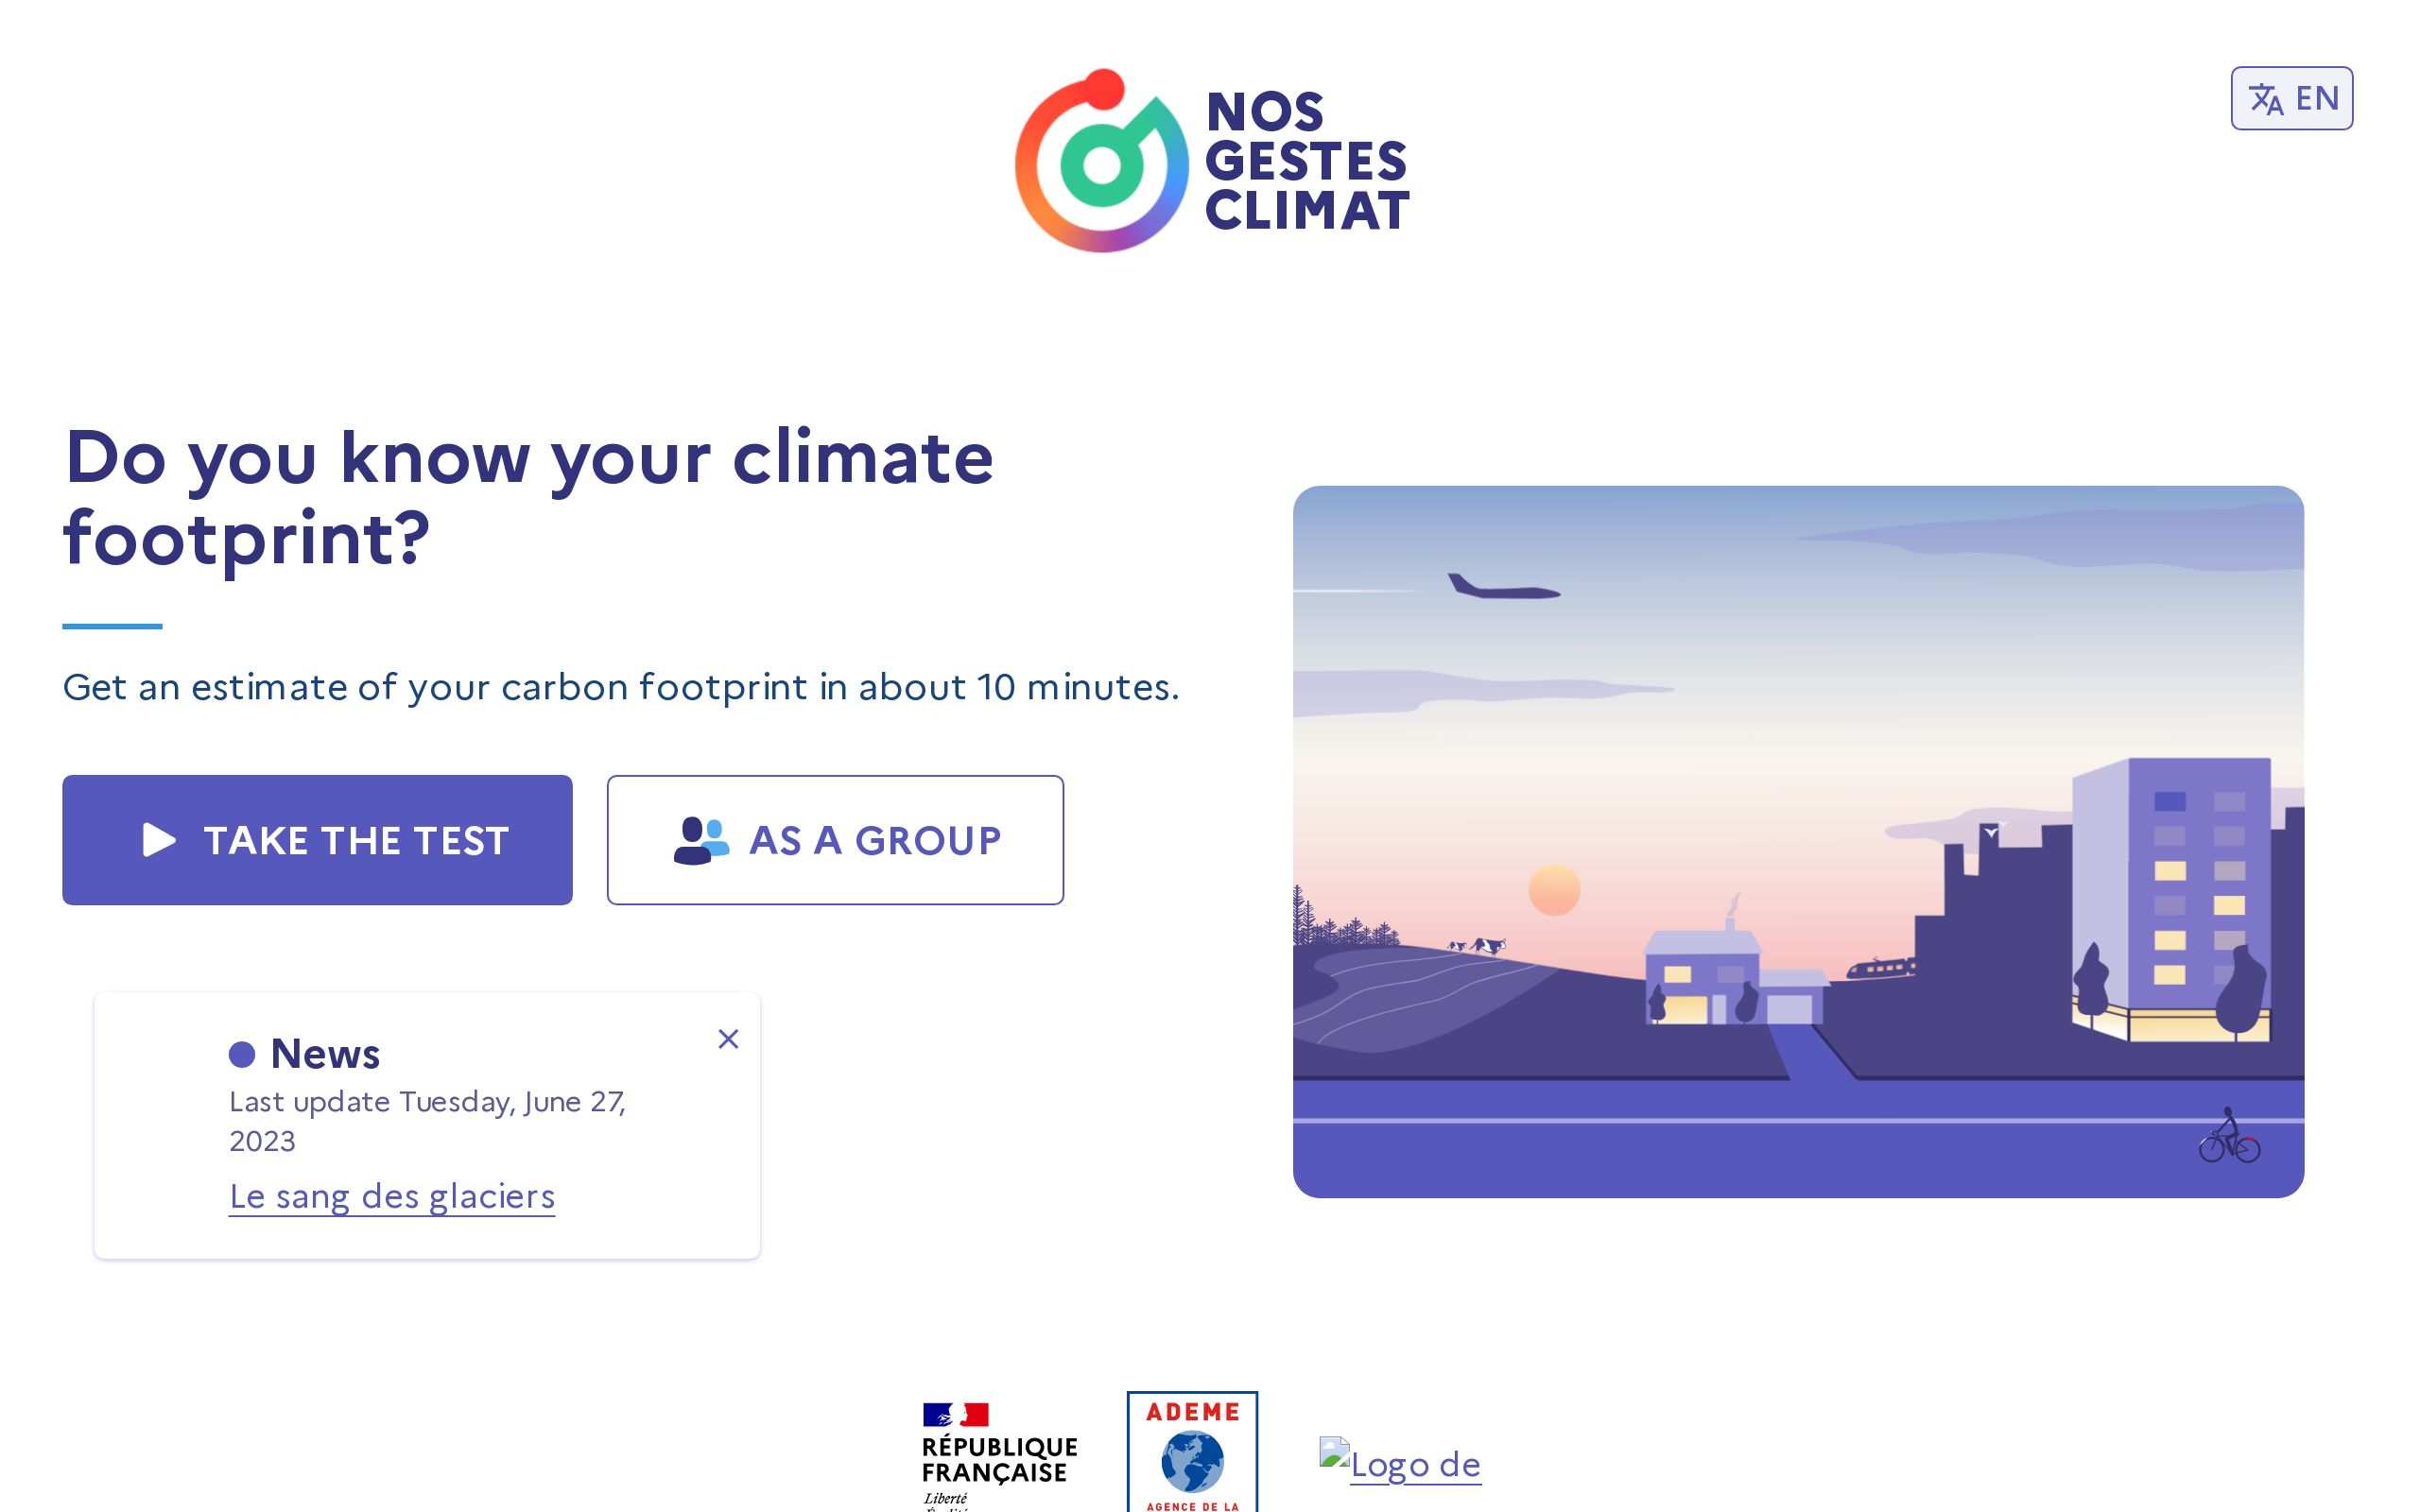 NOS
GESTES
CLIMAT
EN
Do you know your climate
footprint?
Get an estimate of your carbon footprint in about 10 minutes.
TAKE THE TEST
AS A GROUP
News
Last update Tuesday, June 27,
2023
Le sang des glaciers
RÉPUBLIQUE
FRANÇAISE
Liberté
ADEME
AGENCE DE LA
Logo de